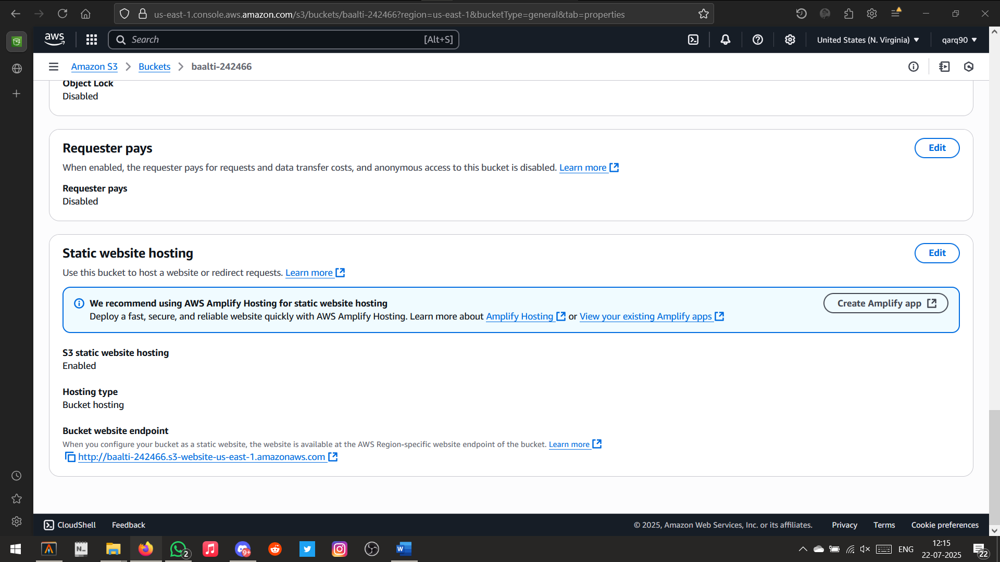 us-east-1.console.aws.amazon.com/s3/buckets/baalti-242466?region=us-east-1&bucketType=general&tab=properties
aws
Search
[Alt+S]
United States (N. Virginia)
qarq90
Amazon S3
Buckets
baalti-242466
Object Lock
Disabled
Requester pays
Edit
When enabled, the requester pays for requests and data transfer costs, and anonymous access to this bucket is disabled. Learn more
Requester pays
Disabled
Static website hosting
Edit
Use this bucket to host a website or redirect requests. Learn more
We recommend using AWS Amplify Hosting for static website hosting
Create Amplify app
Deploy a fast, secure, and reliable website quickly with AWS Amplify Hosting. Learn more about Amplify Hosting or View your existing Amplify apps
S3 static website hosting
Enabled
Hosting type
Bucket hosting
Bucket website endpoint
When you configure your bucket as a static website, the website is available at the AWS Region-specific website endpoint of the bucket. Learn more
http://baalti-242466.s3-website-us-east-1.amazonaws.com
CloudShell
Feedback
© 2025, Amazon Web Services, Inc. or its affiliates.
Privacy
Terms
Cookie preferences
N
2
9+
W
ENG
12:15
22-07-2025
22